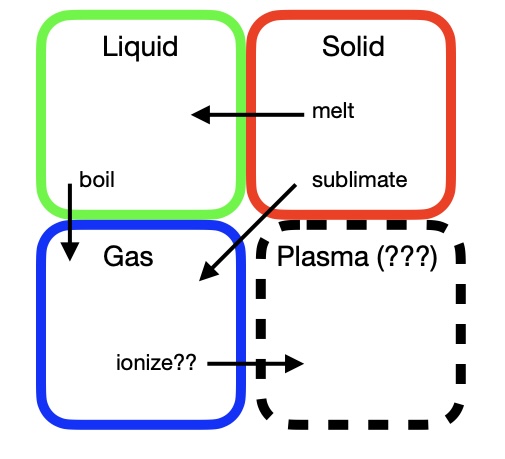 Liquid
Solid
melt
boil
sublimate
Gas
Plasma (???)
ionize??